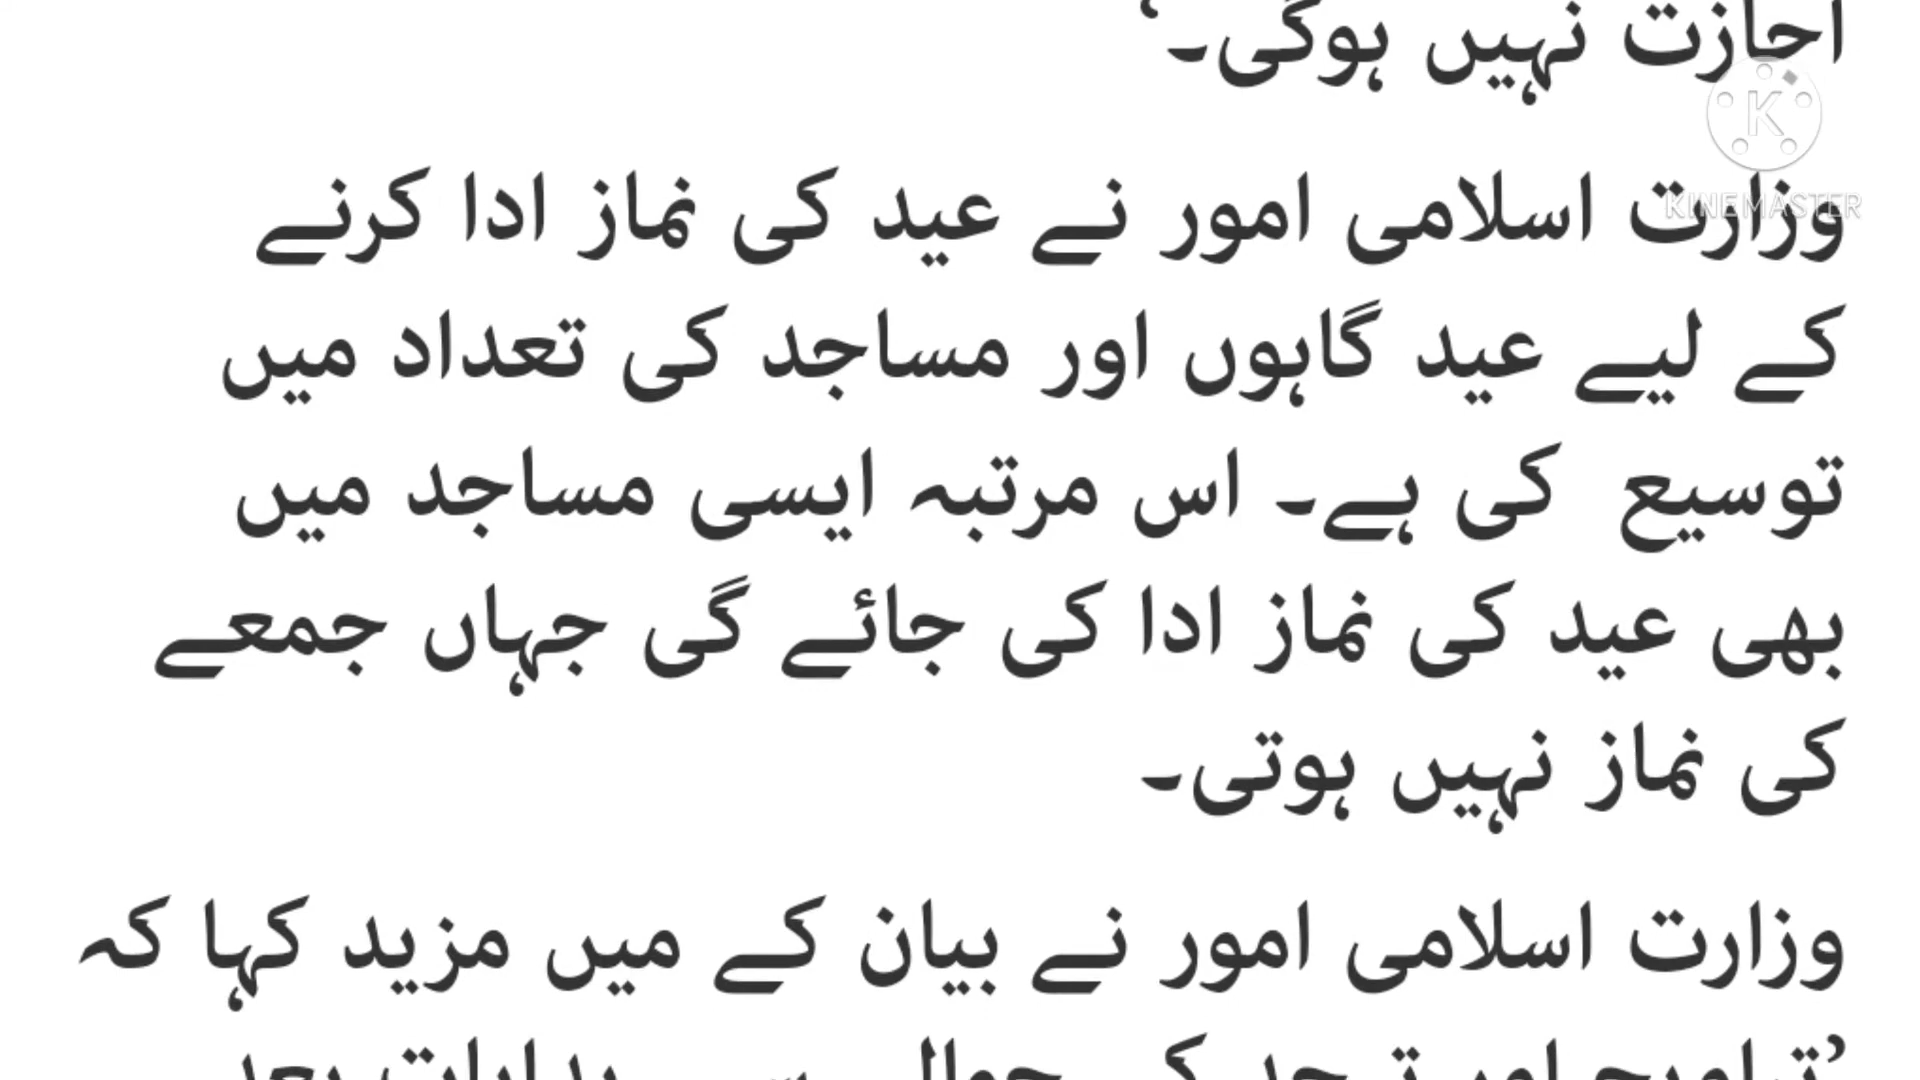 اجازت نہیں ہوگی۔‘
KINEMASTER
وزارت اسلامی امور نے عید کی نماز ادا کرنے
کے لیے عید گاہوں اور مساجد کی تعداد میں
توسیع کی ہے۔ اس مرتبہ ایسی مساجد میں
بھی عید کی نماز ادا کی جائے گی جہاں جمعے
کی نماز نہیں ہوتی۔
وزارت اسلامی امور نے بیان کے میں مزید کہا کہ